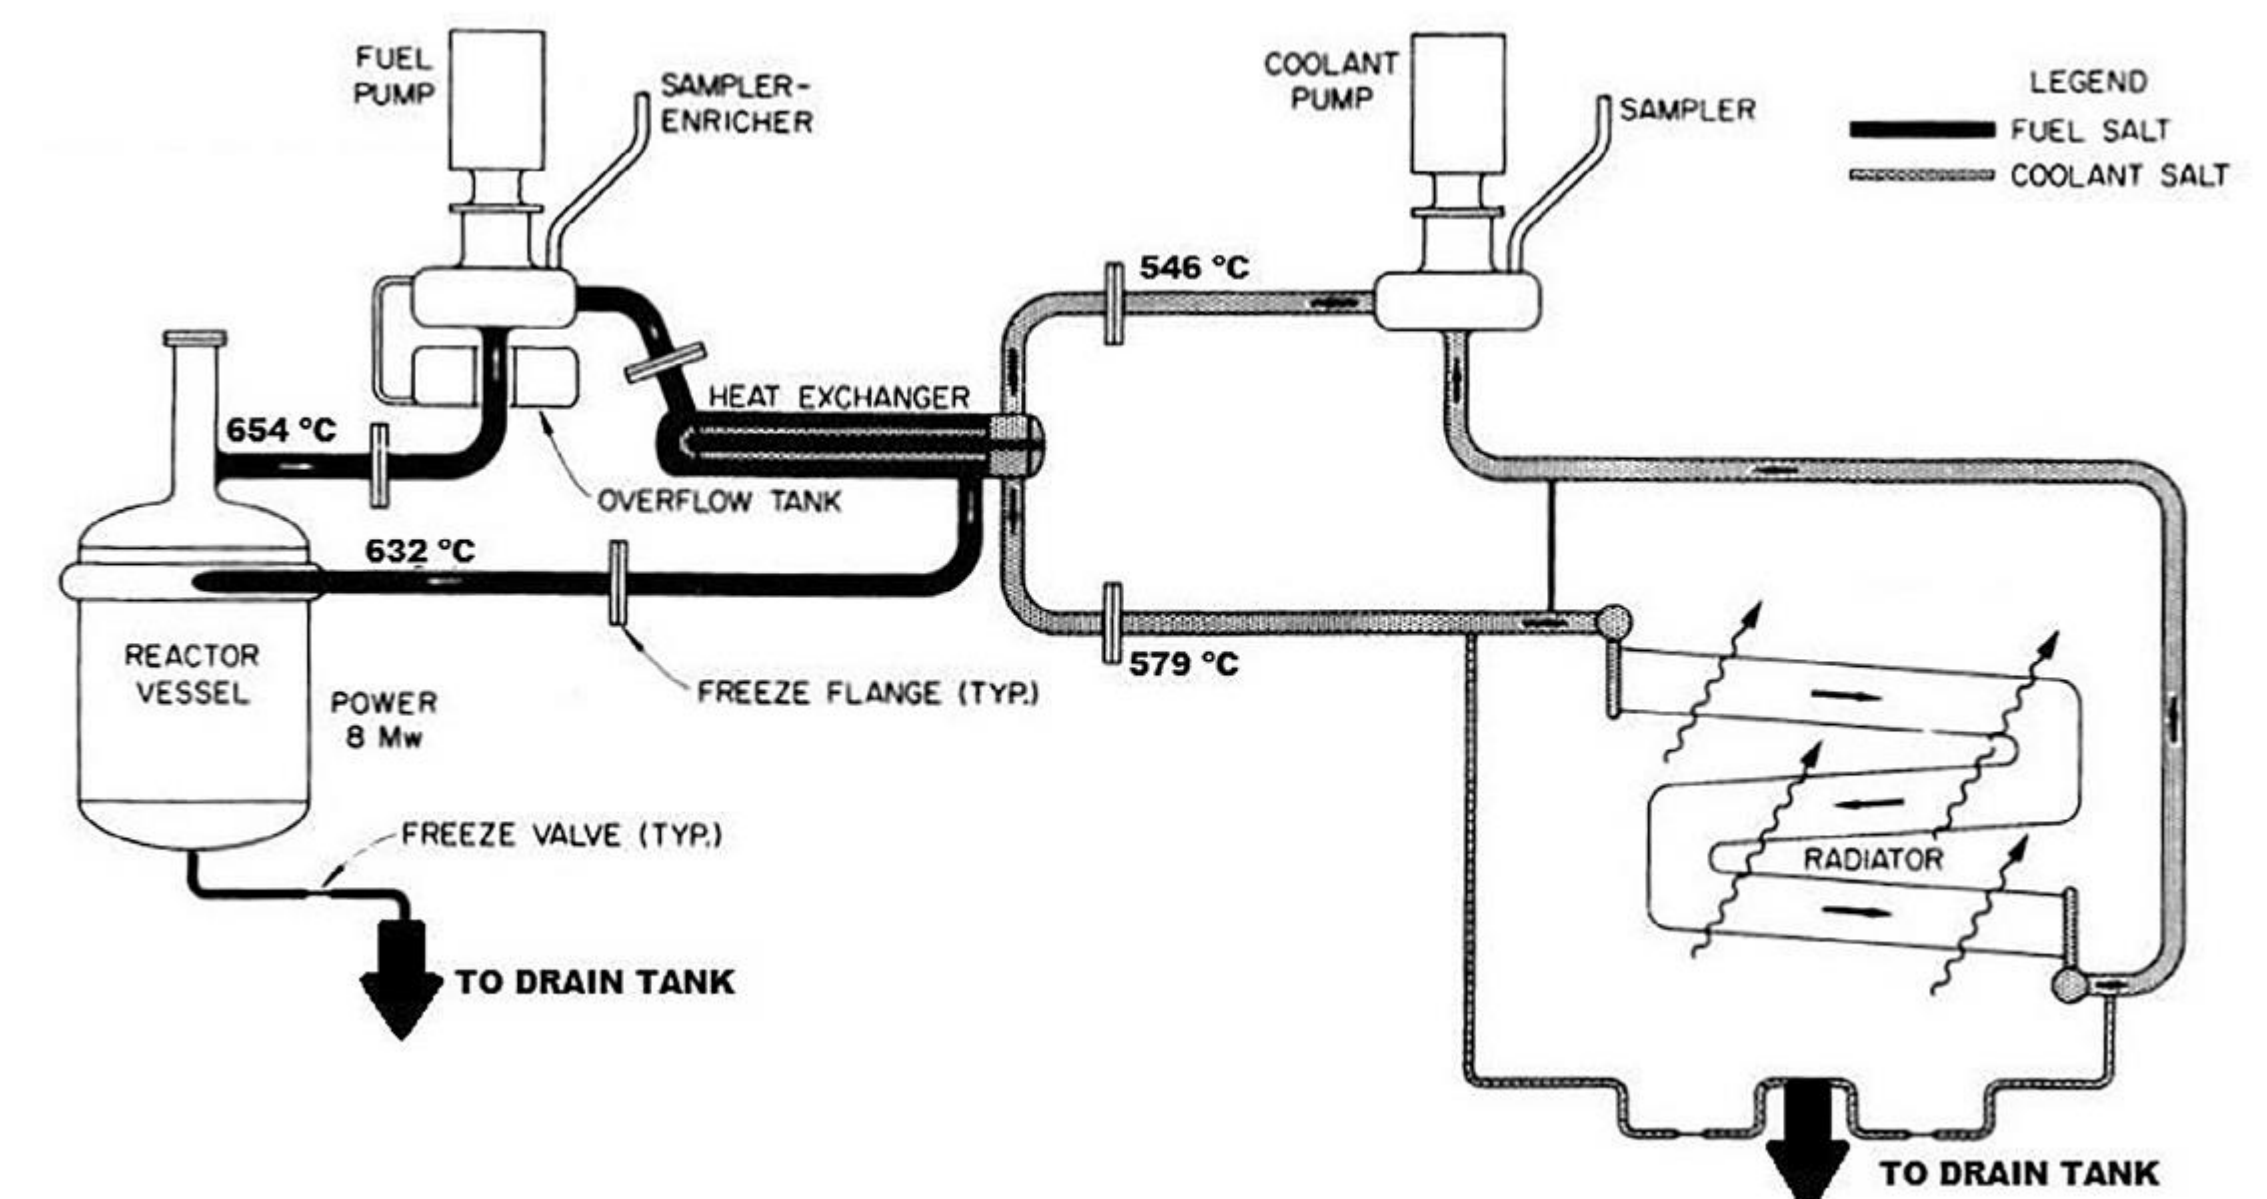 FUEL
PUMP
SAMPLER-
ENRICHER
COOLANT
PUMP
SAMPLER
LEGEND
FUEL SALT
COOLANT SALT
546 °C
HEAT EXCHANGER
654 °C
OVERFLOW TANK
632 °C
579 °C
REACTOR
VESSEL
POWER
8 Mw
FREEZE FLANGE (TYP.)
FREEZE VALVE (TYP.)
RADIATOR
TO DRAIN TANK
TO DRAIN TANK